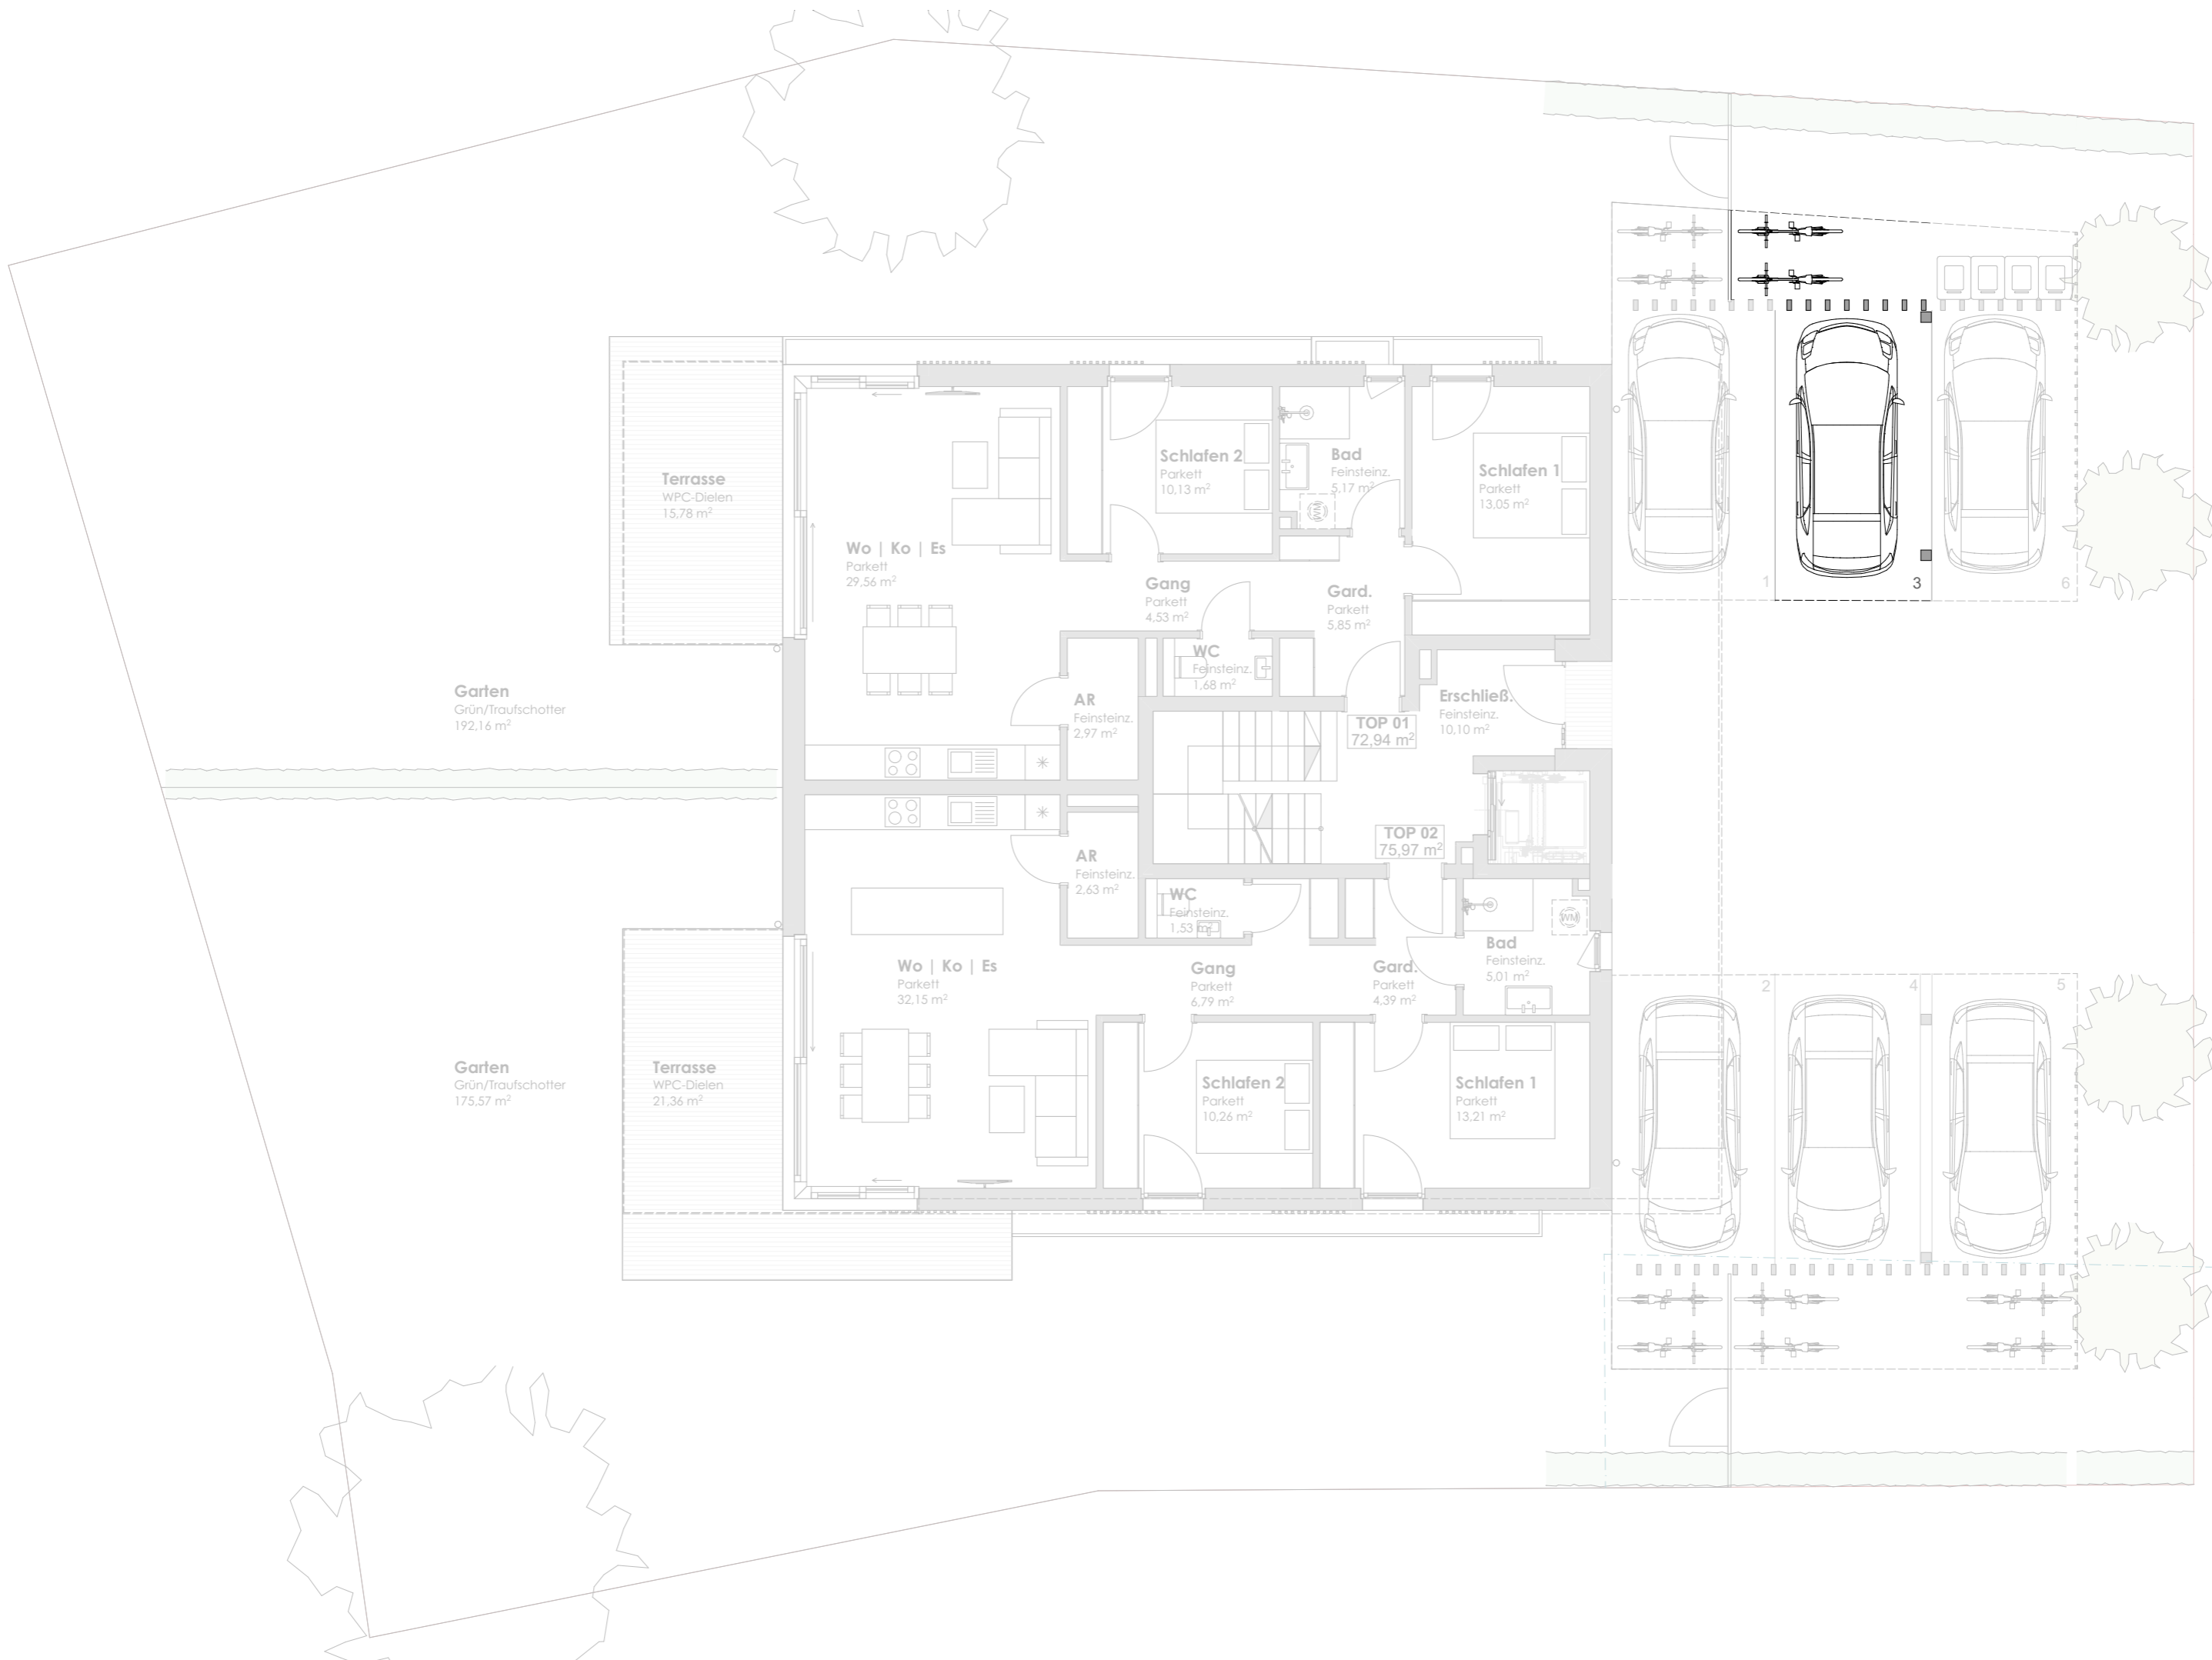 Terrasse
WPC-Dielen
15,78 m²
Wo | Ko | Es
Parkett
29,56 m²
Schlafen 2
Parkett
10,13 m²
Bad
Feinsteinz.
5,17 m²
WM
Schlafen 1
Parkett
13,05 m²
Gang
Parkett
4,53 m²
Gard.
Parkett
5,85 m²
WC
Feinsteinz.
1,68 m²
AR
Feinsteinz.
2,97 m²
Erschließ.
Feinsteinz.
10,10 m²
TOP 01
72,94 m²
1
3
6
Garten
Grün/Traufschotter
192,16 m²
TOP 02
75,97 m²
AR
Feinsteinz.
2,63 m²
WC
Feinsteinz.
1,53 m²
WM
Bad
Feinsteinz.
5,01 m²
Wo | Ko | Es
Parkett
32,15 m²
Gang
Parkett
6,79 m²
Gard.
Parkett
4,39 m²
2
4
5
Garten
Grün/Traufschotter
175,57 m²
Terrasse
WPC-Dielen
21,36 m²
Schlafen 2
Parkett
10,26 m²
Schlafen 1
Parkett
13,21 m²